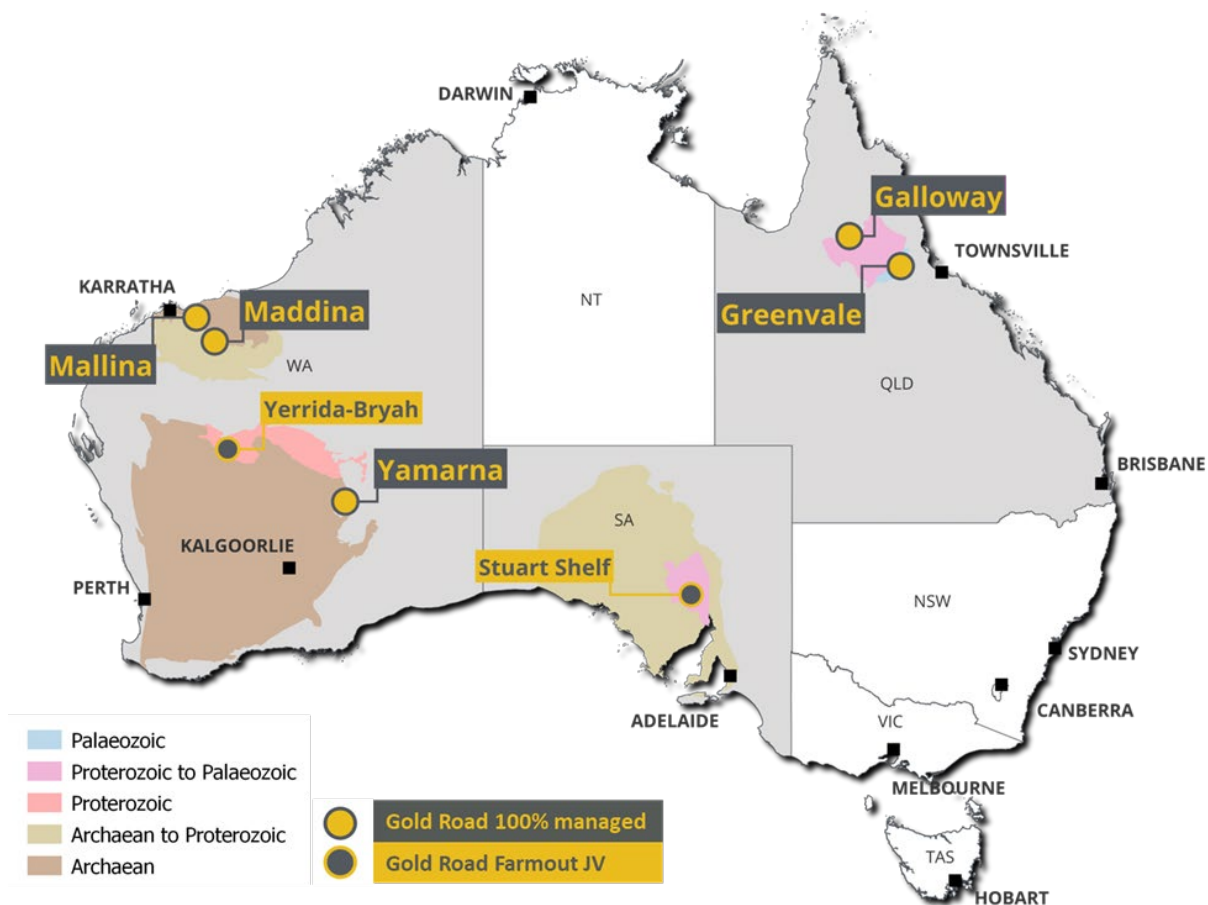 DARWIN
Galloway
TOWNSVILLE
KARRATHA
Maddina
NT
Greenvale
Mallina
WA
QLD
Yerrida-Bryah
Yamarna
BRISBANE
SA
KALGOORLIE
Stuart Shelf
PERTH
NSW
SYDNEY
ADELAIDE
CANBERRA
VIC
MELBOURNE
TAS
HOBART
Palaeozoic
Proterozoic to Palaeozoic
Proterozoic
Archaean to Proterozoic
Archaean
Gold Road 100% managed
Gold Road Farmout JV